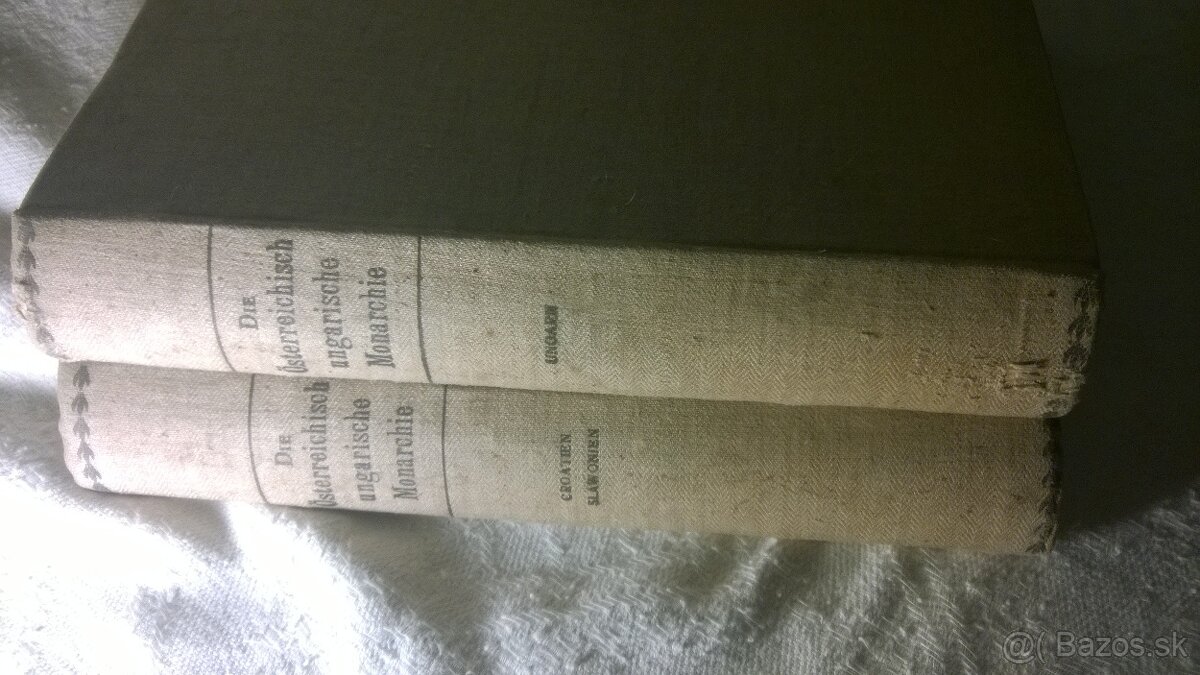 DIE
Österreichisch
ungarische
Monarchie
UNGARN
DIE
Österreichisch
ungarische
Monarchie
CROATIEN
SLAWONIEN
@( Bazos.sk